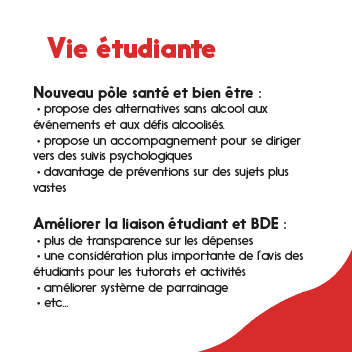 Vie étudiante
Nouveau pôle santé et bien être :
• propose des alternatives sans alcool aux
événements et aux défis alcoolisés.
• propose un accompagnement pour se diriger
vers des suivis psychologiques
• davantage de préventions sur des sujets plus
vastes
Améliorer la liaison étudiant et BDE :
• plus de transparence sur les dépenses
• une considération plus importante de l'avis des
étudiants pour les tutorats et activités
• améliorer système de parrainage
• etc...